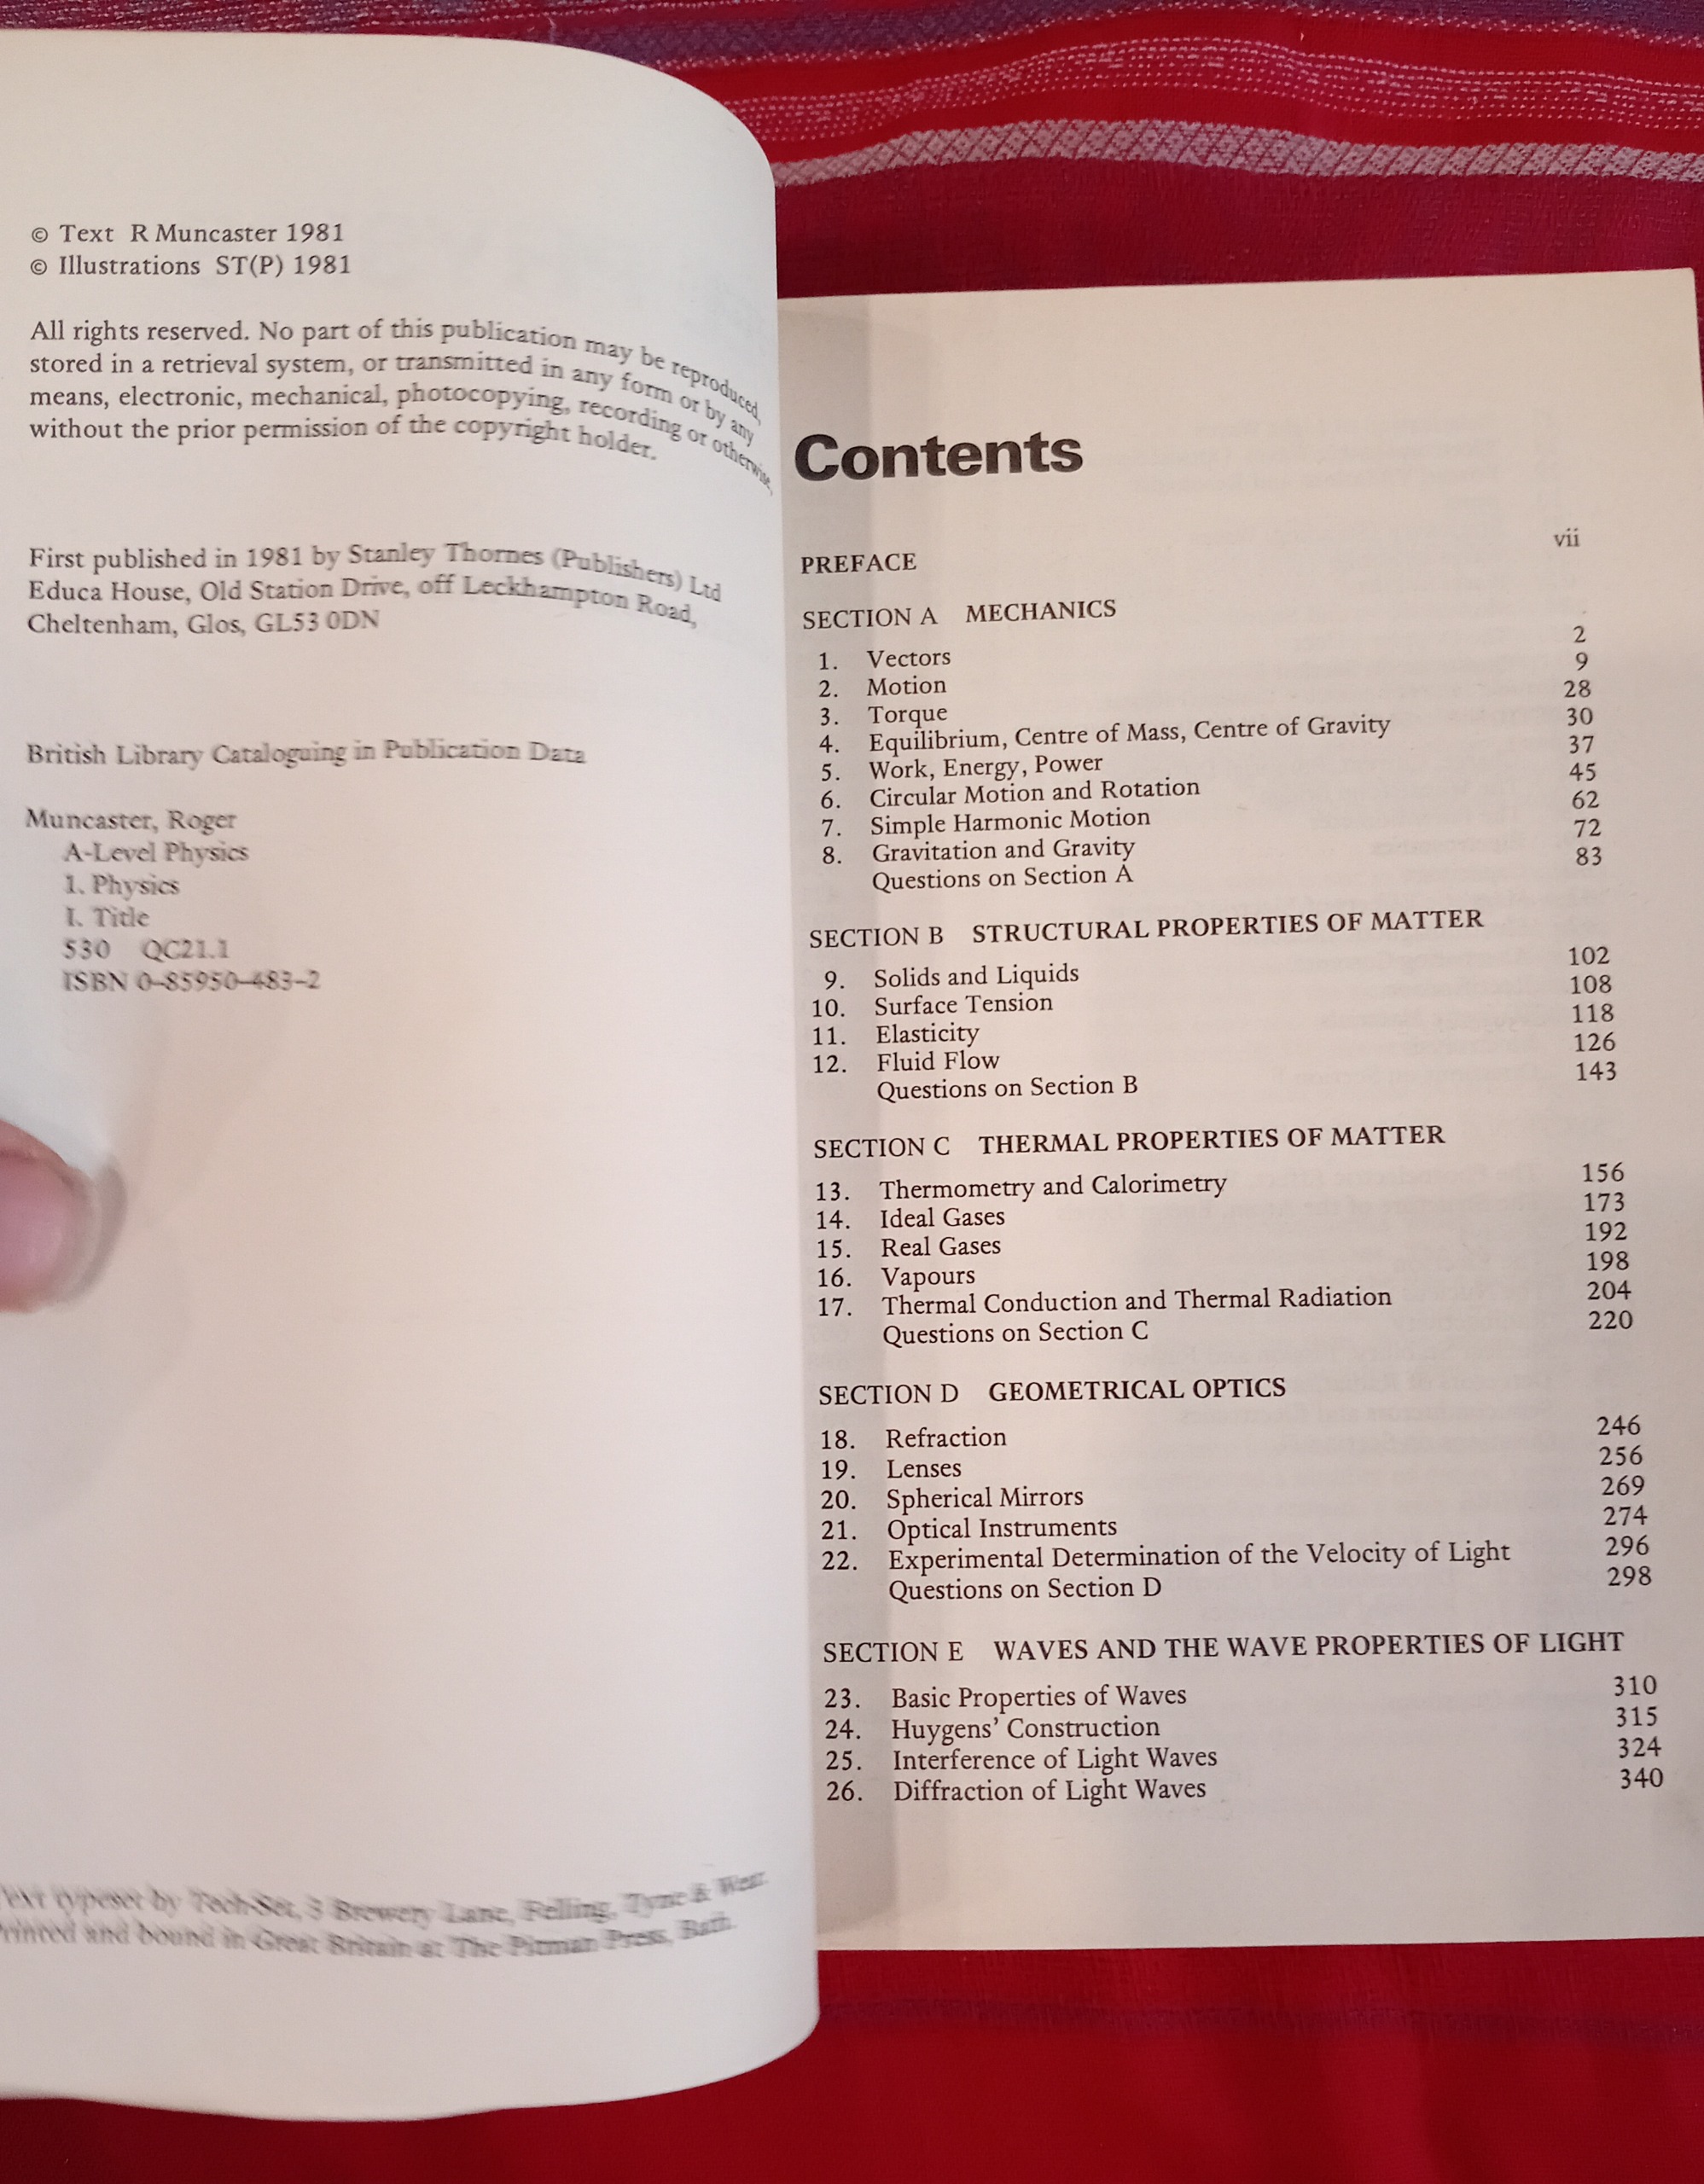 © Text R Muncaster 1981
© Illustrations ST(P) 1981
All rights reserved. No part of this publication may be reproduced,
stored in a retrieval system, or transmitted in any form or by any
means, electronic, mechanical, photocopying, recording or otherwise,
without the prior permission of the copyright holder.
First published in 1981 by Stanley Thornes (Publishers) Ltd
Educa House, Old Station Drive, off Leckhampton Road,
Cheltenham, Glos, GL53 0DN
British Library Cataloguing in Publication Data
Muncaster, Roger
A-Level Physics
1. Physics
I. Title
530 QC21.1
ISBN 0-85950-483-2
Text typeset by Tech-Set, 3 Brewery Lane, Felling, Tyne & Wear.
Printed and bound in Great Britain at The Pitman Press, Bath.
Contents
PREFACE vii
SECTION A MECHANICS
1. Vectors 2
2. Motion 9
3. Torque 28
4. Equilibrium, Centre of Mass, Centre of Gravity 30
5. Work, Energy, Power 37
6. Circular Motion and Rotation 45
7. Simple Harmonic Motion 62
8. Gravitation and Gravity 72
Questions on Section A 83
SECTION B STRUCTURAL PROPERTIES OF MATTER
9. Solids and Liquids 102
10. Surface Tension 108
11. Elasticity 118
12. Fluid Flow 126
Questions on Section B 143
SECTION C THERMAL PROPERTIES OF MATTER
13. Thermometry and Calorimetry 156
14. Ideal Gases 173
15. Real Gases 192
16. Vapours 198
17. Thermal Conduction and Thermal Radiation 204
Questions on Section C 220
SECTION D GEOMETRICAL OPTICS
18. Refraction 246
19. Lenses 256
20. Spherical Mirrors 269
21. Optical Instruments 274
22. Experimental Determination of the Velocity of Light 296
Questions on Section D 298
SECTION E WAVES AND THE WAVE PROPERTIES OF LIGHT
23. Basic Properties of Waves 310
24. Huygens' Construction 315
25. Interference of Light Waves 324
26. Diffraction of Light Waves 340